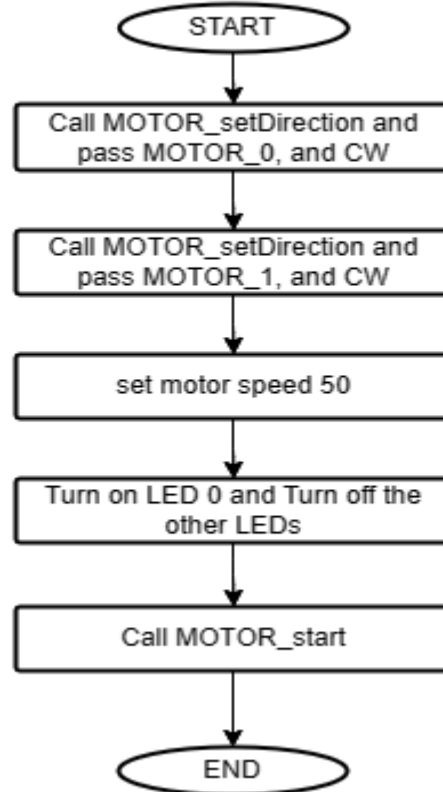 START
Call MOTOR_setDirection and
pass MOTOR_0, and CW
Call MOTOR_setDirection and
pass MOTOR_1, and CW
set motor speed 50
Turn on LED 0 and Turn off the
other LEDs
Call MOTOR_start
END